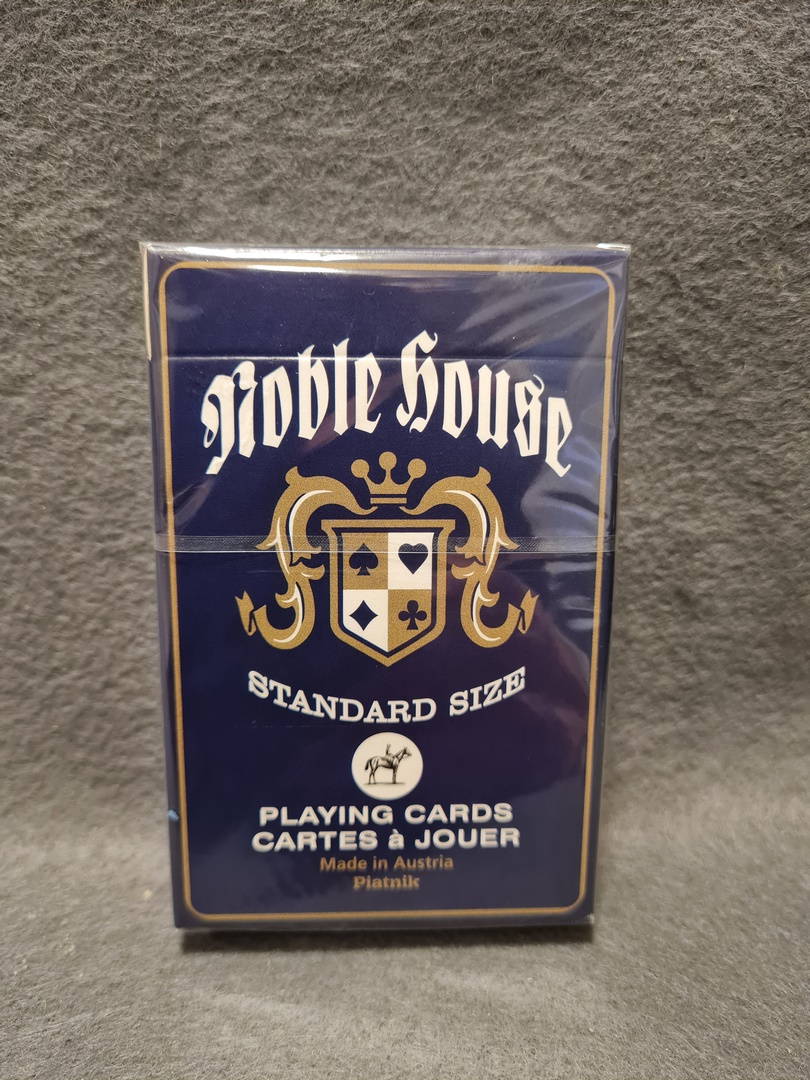 Noble House
STANDARD SIZE
PLAYING CARDS
CARTES à JOUER
Made in Austria
Piatnik